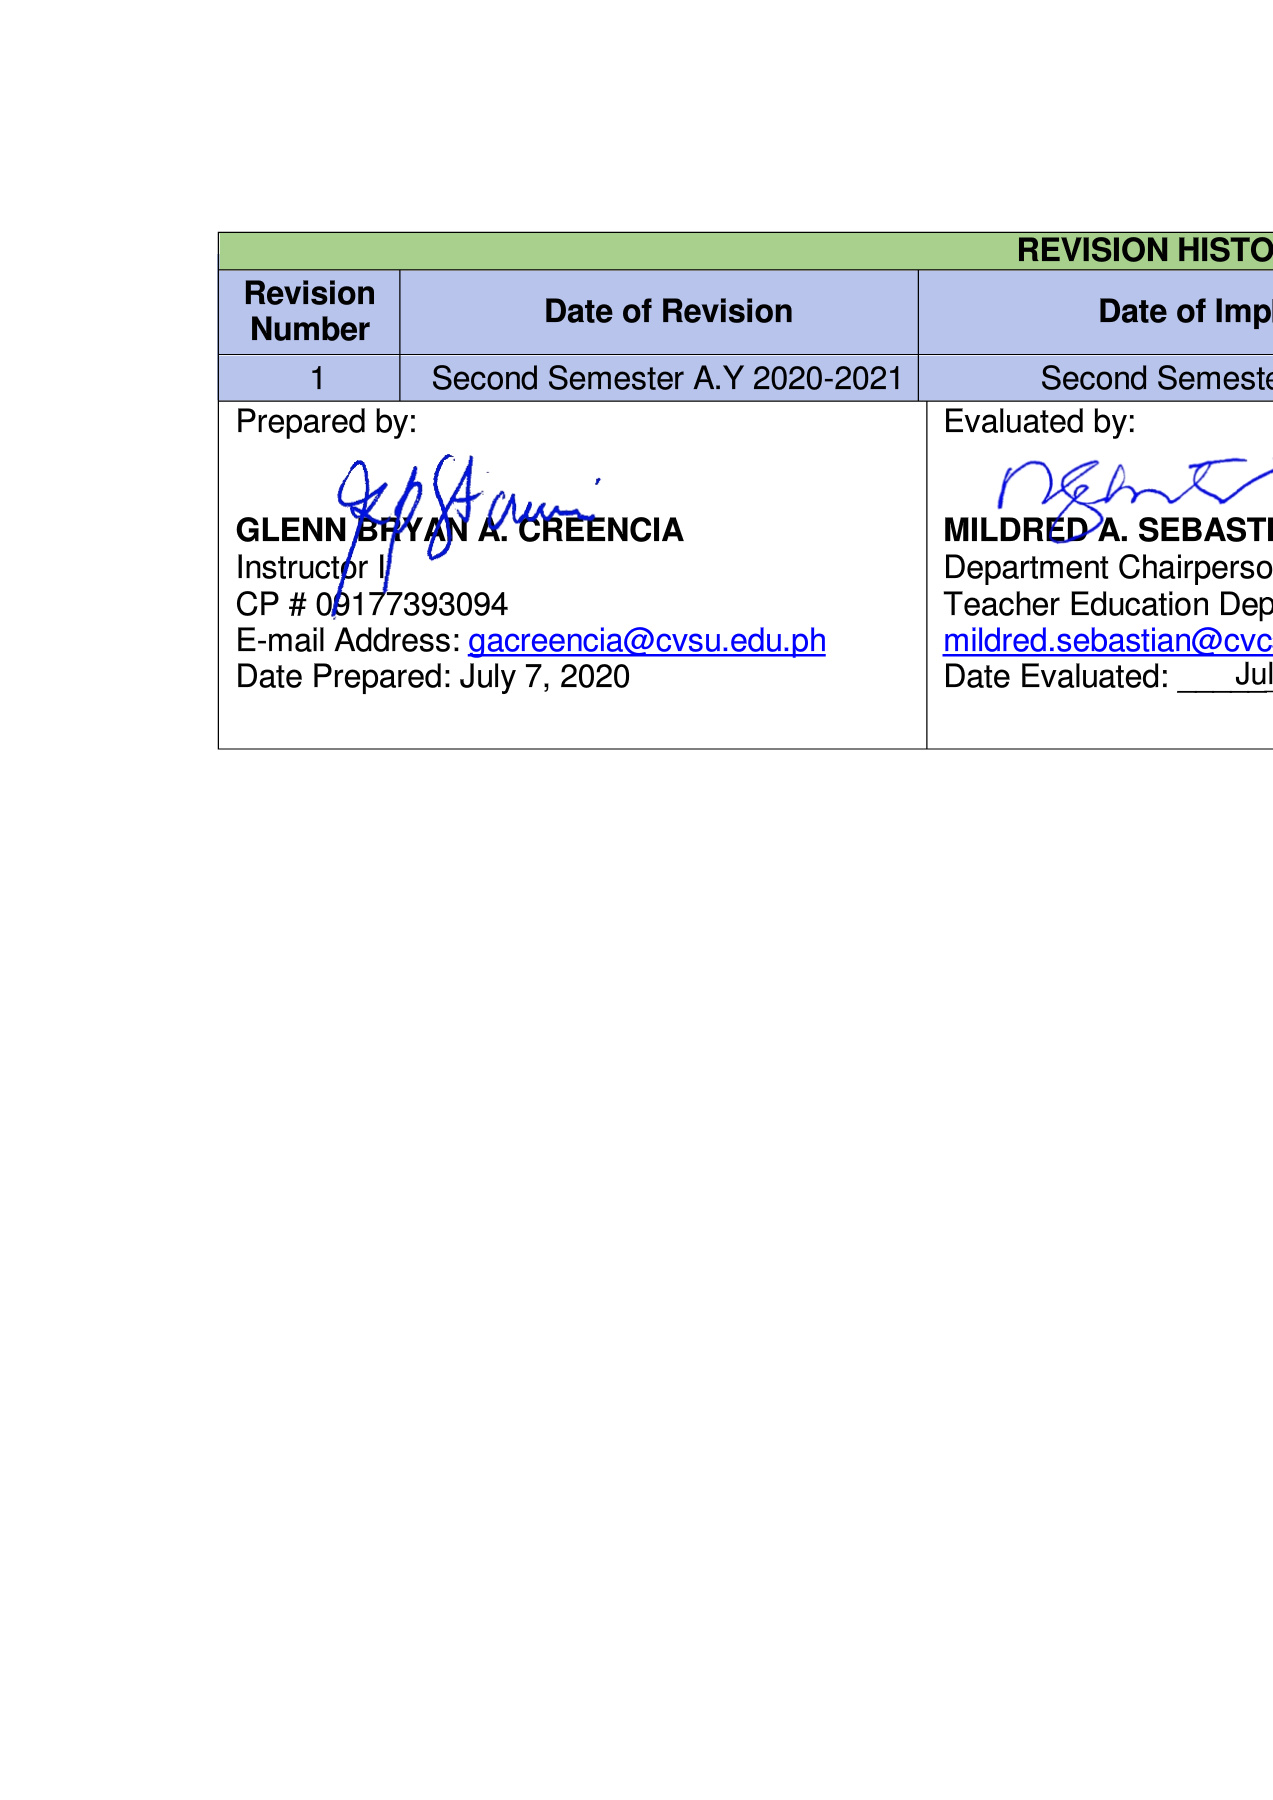 REVISION HISTO
Revision Number
Date of Revision
Date of Imp
1
Second Semester A.Y 2020-2021
Second Semeste
Prepared by:
GLENN BRYAN A. CREENCIA
Instructor I
CP # 09177393094
E-mail Address: gacreencia@cvsu.edu.ph
Date Prepared: July 7, 2020
Evaluated by:
MILDRED A. SEBASTI
Department Chairperso
Teacher Education Dep
mildred.sebastian@cvc
Date Evaluated: _____Jul